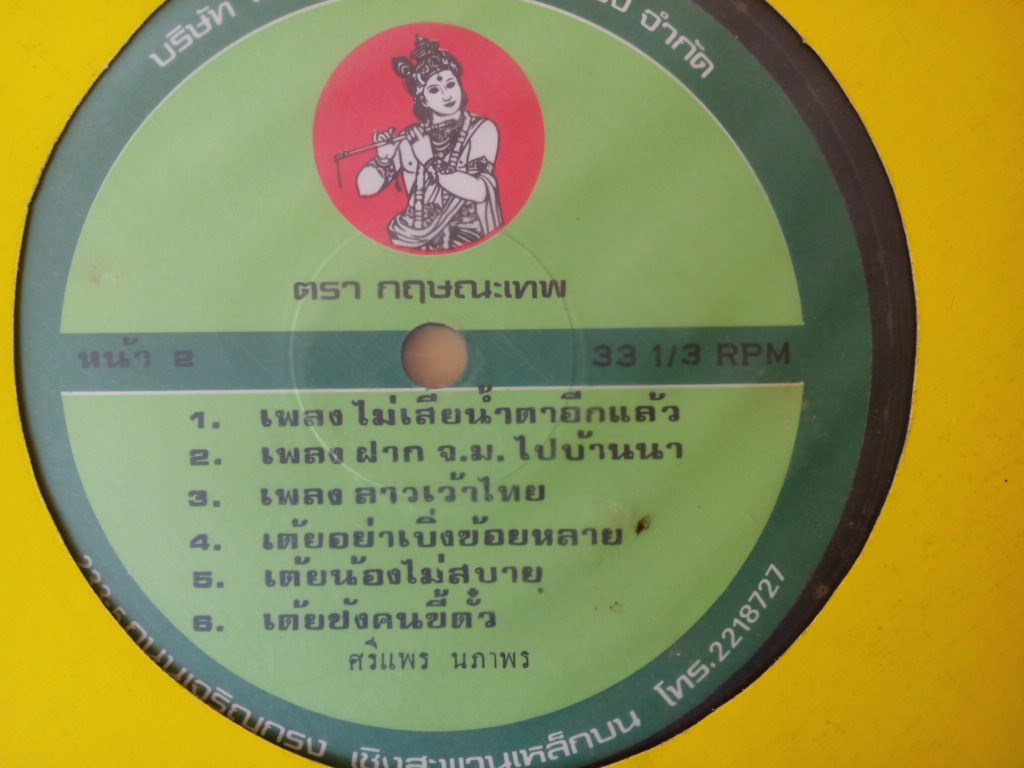 บริษัท
จำกัด
ตรา กฤษณะเทพ
หน้า 2
33 1/3 RPM
1. เพลง ไม่เสียน้ำตาอีกแล้ว
2. เพลง ฝาก จ.ม. ไปบ้านนา
3. เพลง ลาวเว้าไทย
4. เต้ยอย่าเบิ่งข้อยหลาย
5. เต้ยน้องไม่สบาย
6. เต้ยชังคนขี้ตั๋ว
ศรีแพร นภาพร
233-5 ถนนเจริญกรุง เชิงสะพานเหล็กบน โทร.2218727